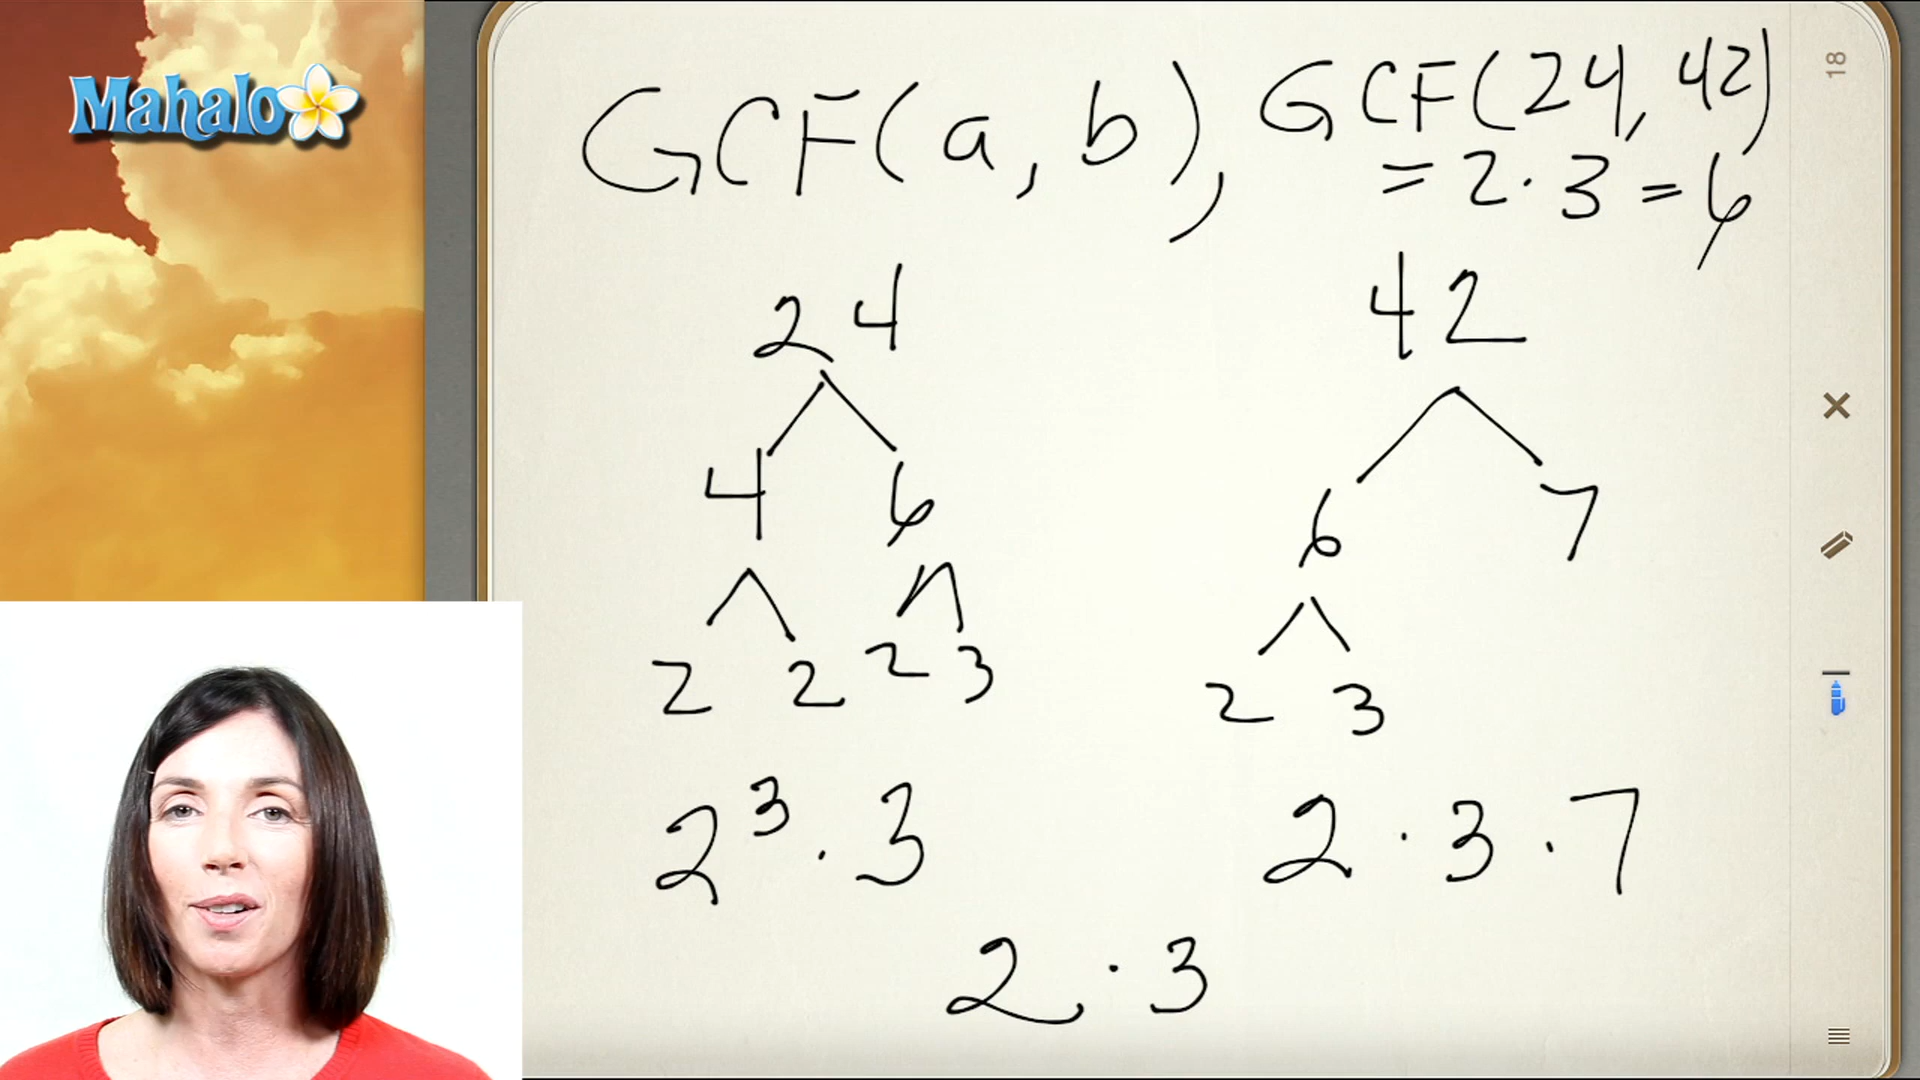 Mahalo
GCF(a, b), GCF(24, 42)
= 2 · 3 = 6
18
24 42
4 6 6 7
2 2 2 3 2 3
2³ · 3 2 · 3 · 7
2 · 3